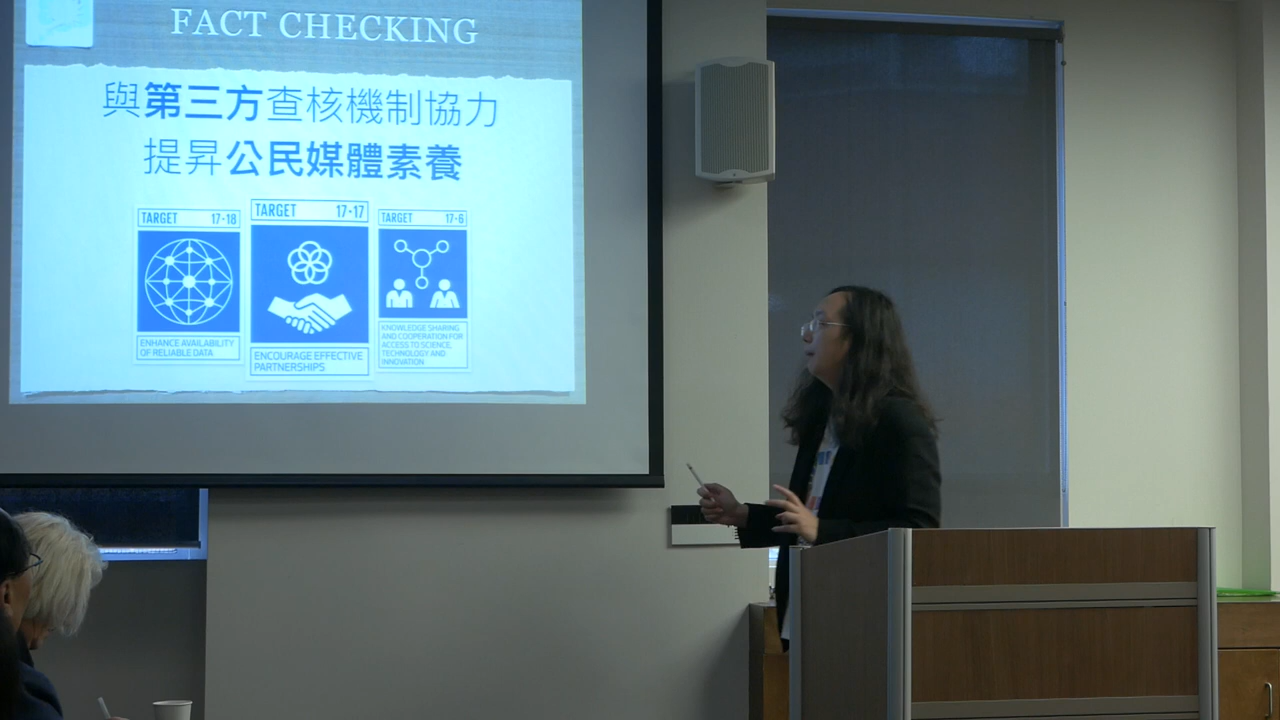 FACT CHECKING
與第三方查核機制協力
提昇公民媒體素養
TARGET 17-18
ENHANCE AVAILABILITY
OF RELIABLE DATA
TARGET 17-17
ENCOURAGE EFFECTIVE
PARTNERSHIPS
TARGET 17-6
KNOWLEDGE SHARING
AND COOPERATION FOR
ACCESS TO SCIENCE,
TECHNOLOGY AND
INNOVATION